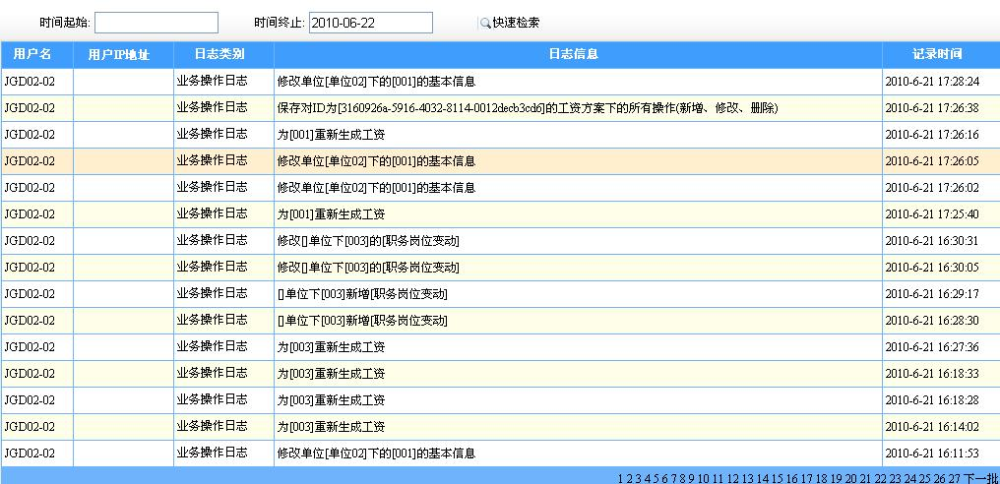 时间起始: 时间终止: 2010-06-22 快速检索
用户名 用户IP地址 日志类别 日志信息 记录时间
JGD02-02 业务操作日志 修改单位[单位02]下的[001]的基本信息 2010-6-21 17:28:24
JGD02-02 业务操作日志 保存对ID为[3160926a-5916-4032-8114-0012decb3cd6]的工资方案下的所有操作(新增、修改、删除) 2010-6-21 17:26:38
JGD02-02 业务操作日志 为[001]重新生成工资 2010-6-21 17:26:16
JGD02-02 业务操作日志 修改单位[单位02]下的[001]的基本信息 2010-6-21 17:26:05
JGD02-02 业务操作日志 修改单位[单位02]下的[001]的基本信息 2010-6-21 17:26:02
JGD02-02 业务操作日志 为[001]重新生成工资 2010-6-21 17:25:40
JGD02-02 业务操作日志 修改[]单位下[003]的[职务岗位变动] 2010-6-21 16:30:31
JGD02-02 业务操作日志 修改[]单位下[003]的[职务岗位变动] 2010-6-21 16:30:05
JGD02-02 业务操作日志 []单位下[003]新增[职务岗位变动] 2010-6-21 16:29:17
JGD02-02 业务操作日志 []单位下[003]新增[职务岗位变动] 2010-6-21 16:28:30
JGD02-02 业务操作日志 为[003]重新生成工资 2010-6-21 16:27:36
JGD02-02 业务操作日志 为[003]重新生成工资 2010-6-21 16:18:33
JGD02-02 业务操作日志 为[003]重新生成工资 2010-6-21 16:18:28
JGD02-02 业务操作日志 为[003]重新生成工资 2010-6-21 16:14:02
JGD02-02 业务操作日志 修改单位[单位02]下的[001]的基本信息 2010-6-21 16:11:53
1 2 3 4 5 6 7 8 9 10 11 12 13 14 15 16 17 18 19 20 21 22 23 24 25 26 27 下一批